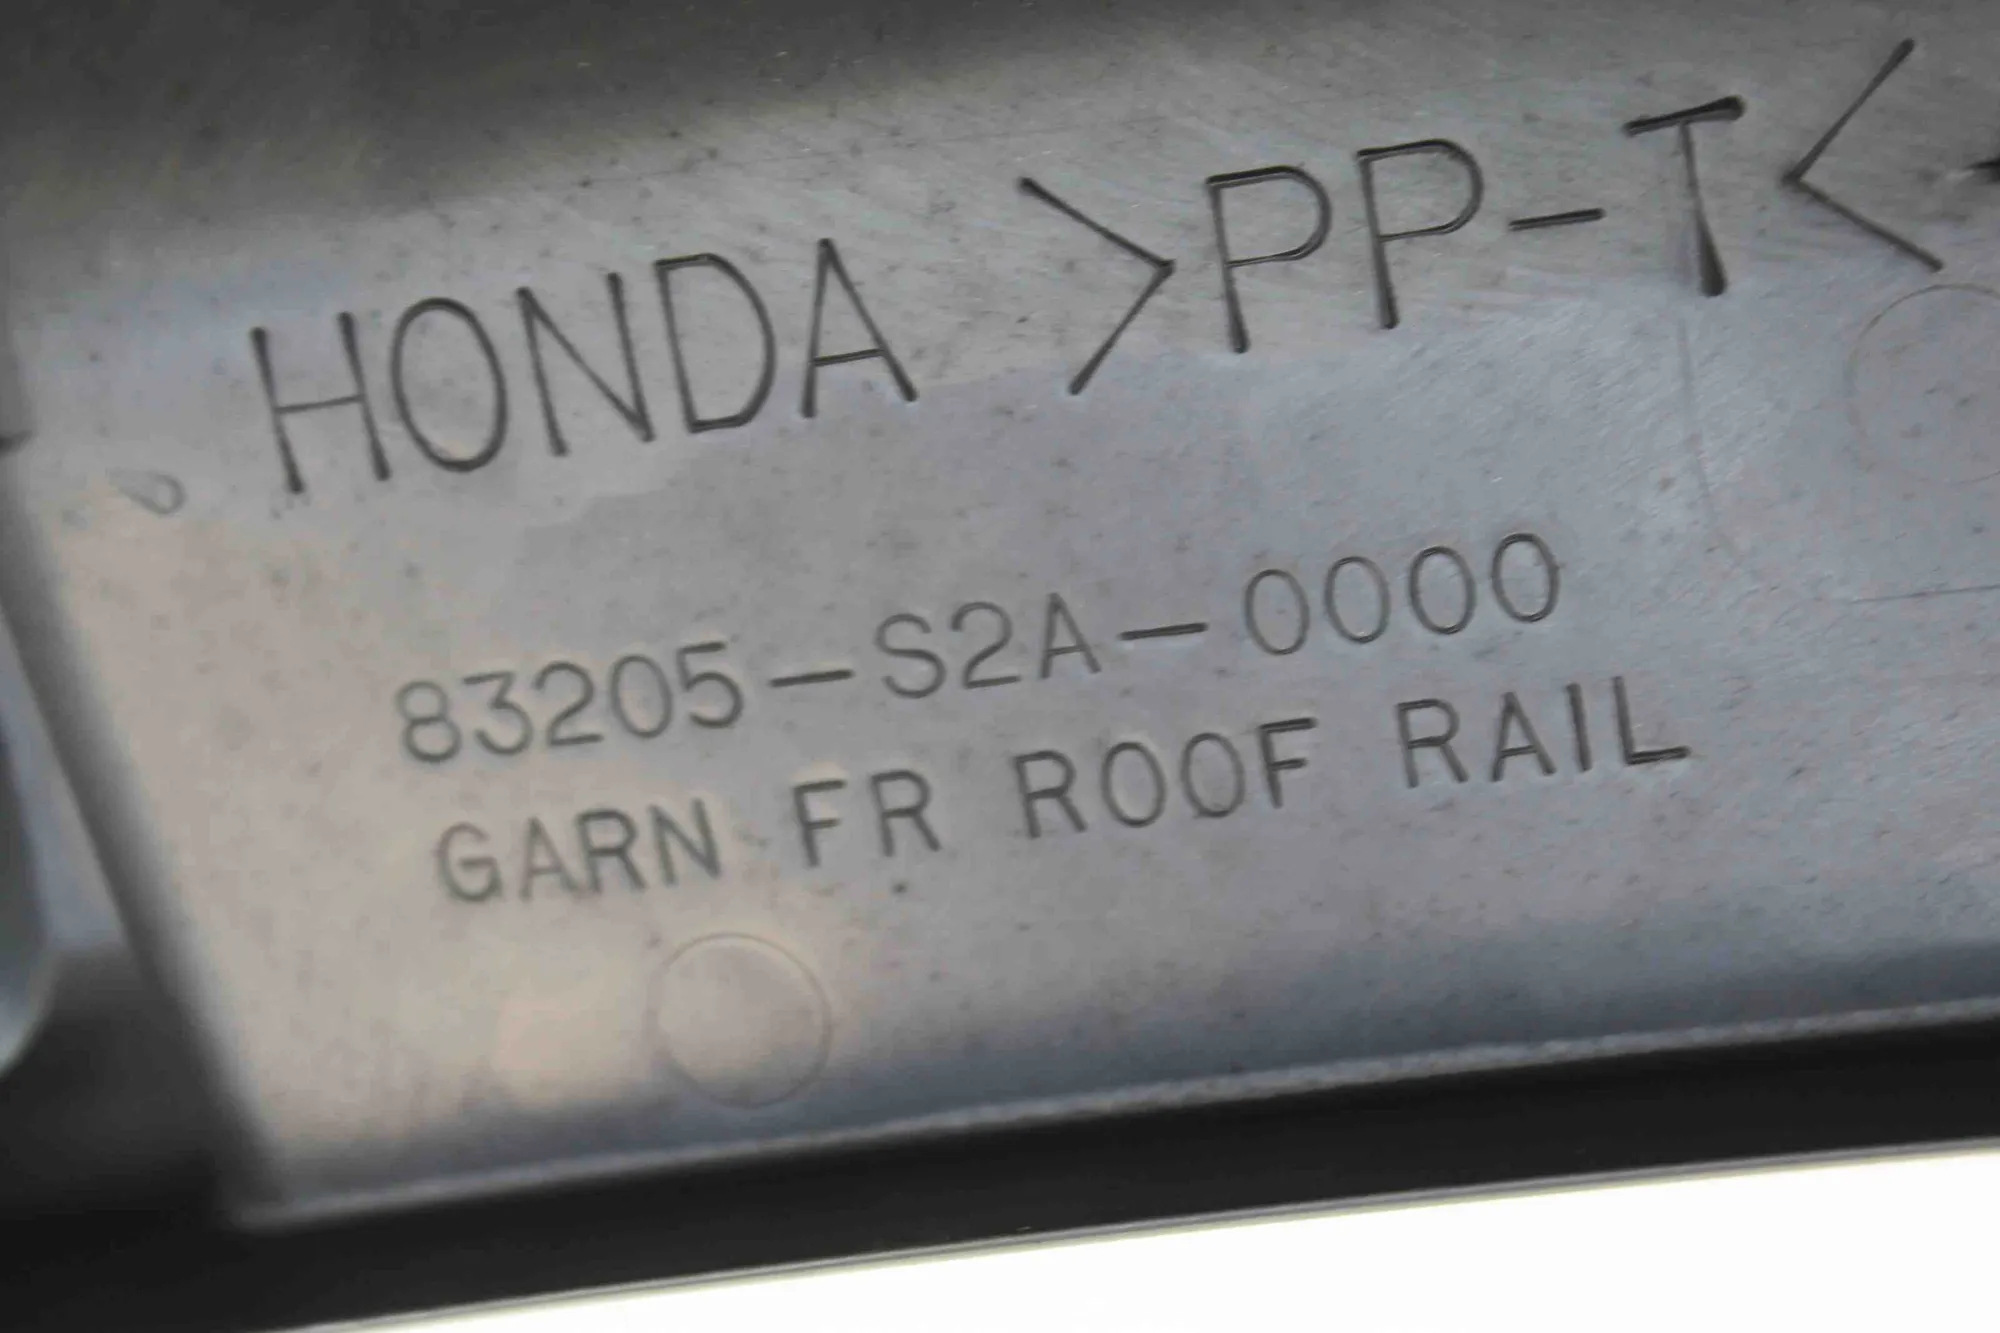 HONDA >PP-T<
83205-S2A-0000
GARN FR ROOF RAIL